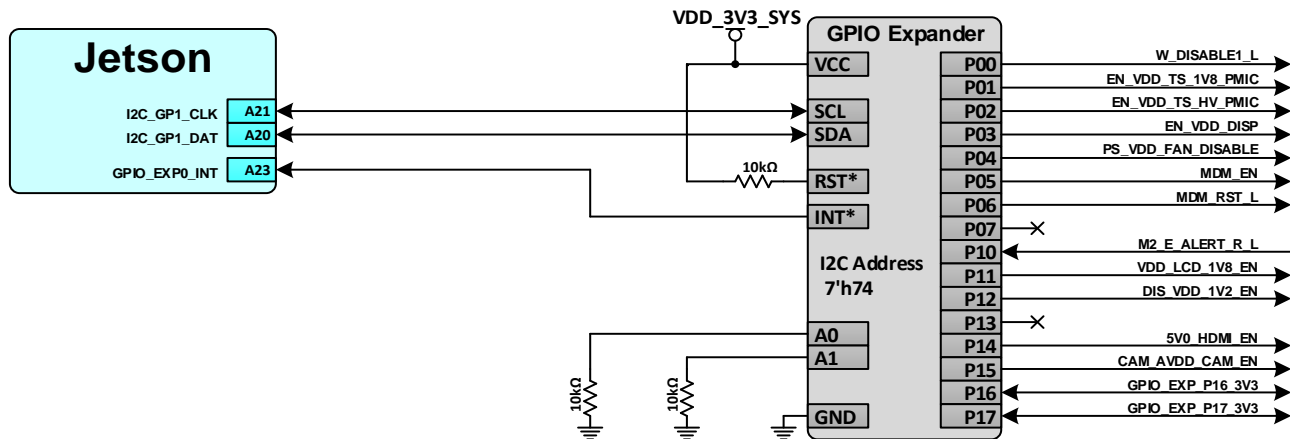 VDD_3V3_SYS
Jetson
I2C_GP1_CLK A21
I2C_GP1_DAT A20
GPIO_EXP0_INT A23
10kΩ
10kΩ
10kΩ
GPIO Expander
VCC
SCL
SDA
RST*
INT*
I2C Address
7'h74
A0
A1
GND
P00 W_DISABLE1_L
P01 EN_VDD_TS_1V8_PMIC
P02 EN_VDD_TS_HV_PMIC
P03 EN_VDD_DISP
P04 PS_VDD_FAN_DISABLE
P05 MDM_EN
P06 MDM_RST_L
P07
P10 M2_E_ALERT_R_L
P11 VDD_LCD_1V8_EN
P12 DIS_VDD_1V2_EN
P13
P14 5V0_HDMI_EN
P15 CAM_AVDD_CAM_EN
P16 GPIO_EXP_P16_3V3
P17 GPIO_EXP_P17_3V3